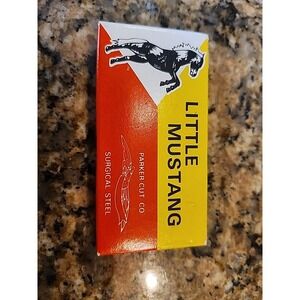 LITTLE
MUSTANG
PARKER CUT CO
SURGICAL STEEL